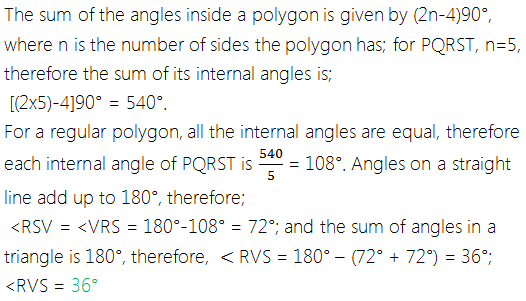 The sum of the angles inside a polygon is given by (2n-4)90°,
where n is the number of sides the polygon has; for PQRST, n=5,
therefore the sum of its internal angles is;
[(2x5)-4]90° = 540°.
For a regular polygon, all the internal angles are equal, therefore
each internal angle of PQRST is 540/5 = 108°. Angles on a straight
line add up to 180°, therefore;
<RSV = <VRS = 180°-108° = 72°; and the sum of angles in a
triangle is 180°, therefore, < RVS = 180° – (72° + 72°) = 36°;
<RVS = 36°